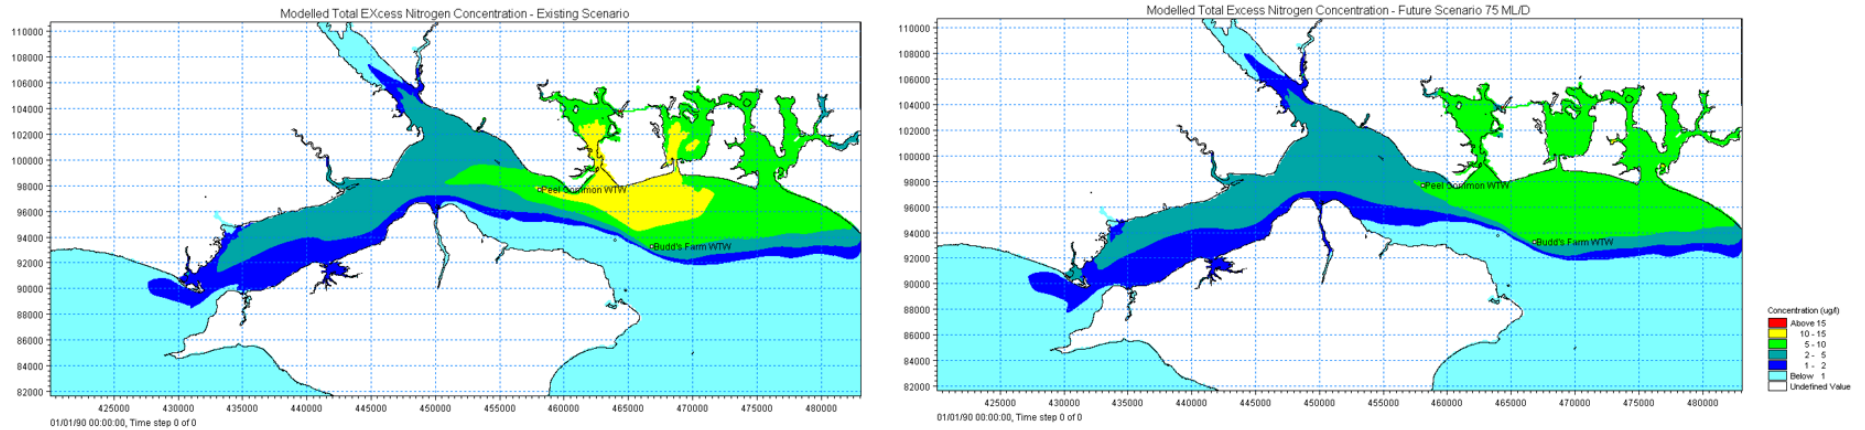 Modelled Total EXcess Nitrogen Concentration - Existing Scenario
110000
108000
106000
104000
102000
100000
98000
96000
94000
92000
90000
88000
86000
84000
82000
Peel Common WTW
Budd's Farm WTW
425000 430000 435000 440000 445000 450000 455000 460000 465000 470000 475000 480000
01/01/90 00:00:00, Time step 0 of 0
Modelled Total Excess Nitrogen Concentration - Future Scenario 75 ML/D
110000
108000
106000
104000
102000
100000
98000
96000
94000
92000
90000
88000
86000
84000
82000
Peel Common WTW
Budd's Farm WTW
425000 430000 435000 440000 445000 450000 455000 460000 465000 470000 475000 480000
01/01/90 00:00:00, Time step 0 of 0
Concentration (ug/l)
Above 15
10 - 15
5 - 10
2 - 5
1 - 2
Below 1
Undefined Value